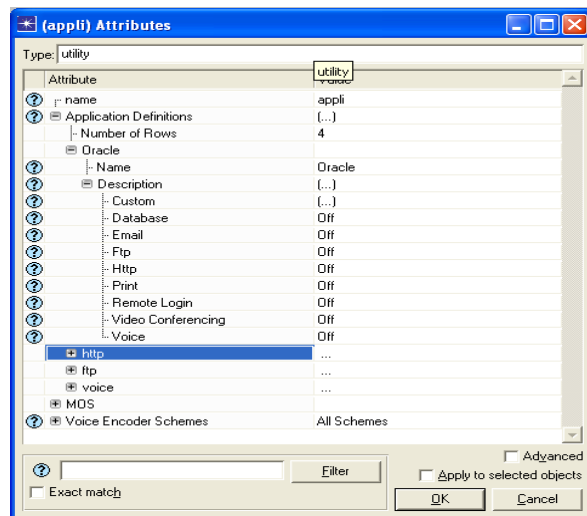 (appli) Attributes
Type: utility
utility
Attribute
name appli
Application Definitions (...)
Number of Rows 4
Oracle
Name Oracle
Description (...)
Custom (...)
Database Off
Email Off
Ftp Off
Http Off
Print Off
Remote Login Off
Video Conferencing Off
Voice Off
http ...
ftp ...
voice ...
MOS
Voice Encoder Schemes All Schemes
Advanced
Filter
Apply to selected objects
Exact match
OK Cancel